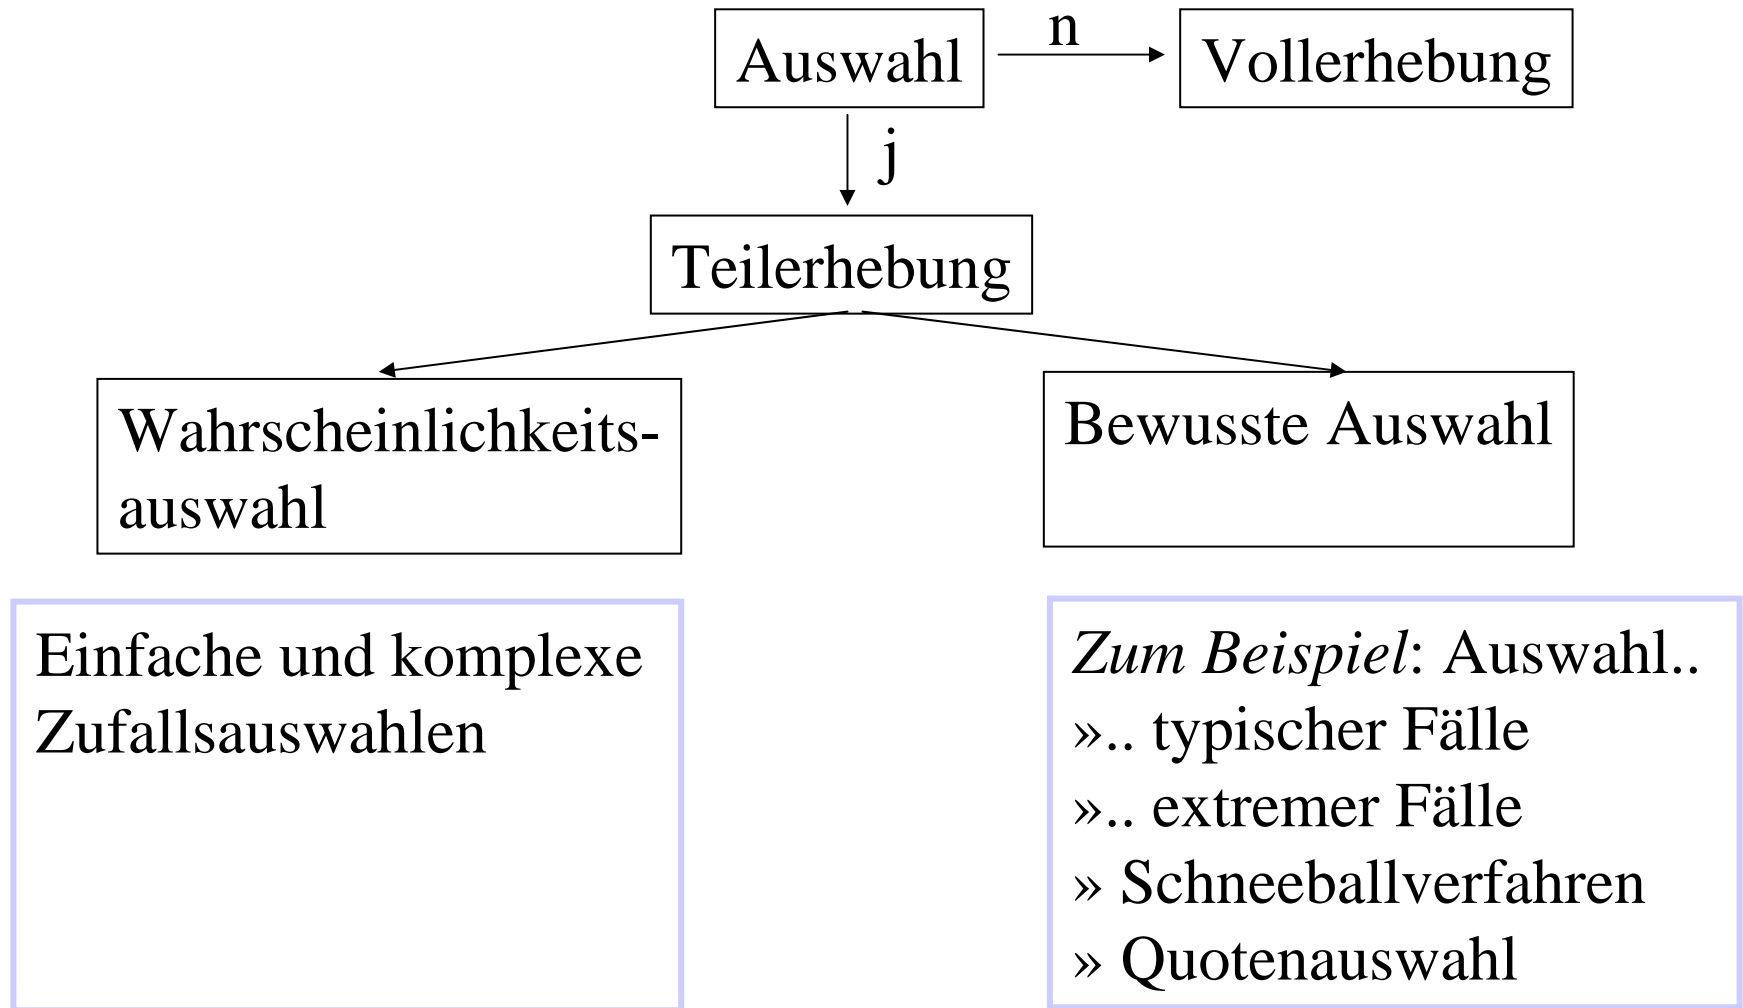 Auswahl
n
Vollerhebung
j
Teilerhebung
Wahrscheinlichkeits-
auswahl
Bewusste Auswahl
Einfache und komplexe
Zufallsauswahlen
Zum Beispiel: Auswahl..
».. typischer Fälle
».. extremer Fälle
» Schneeballverfahren
» Quotenauswahl